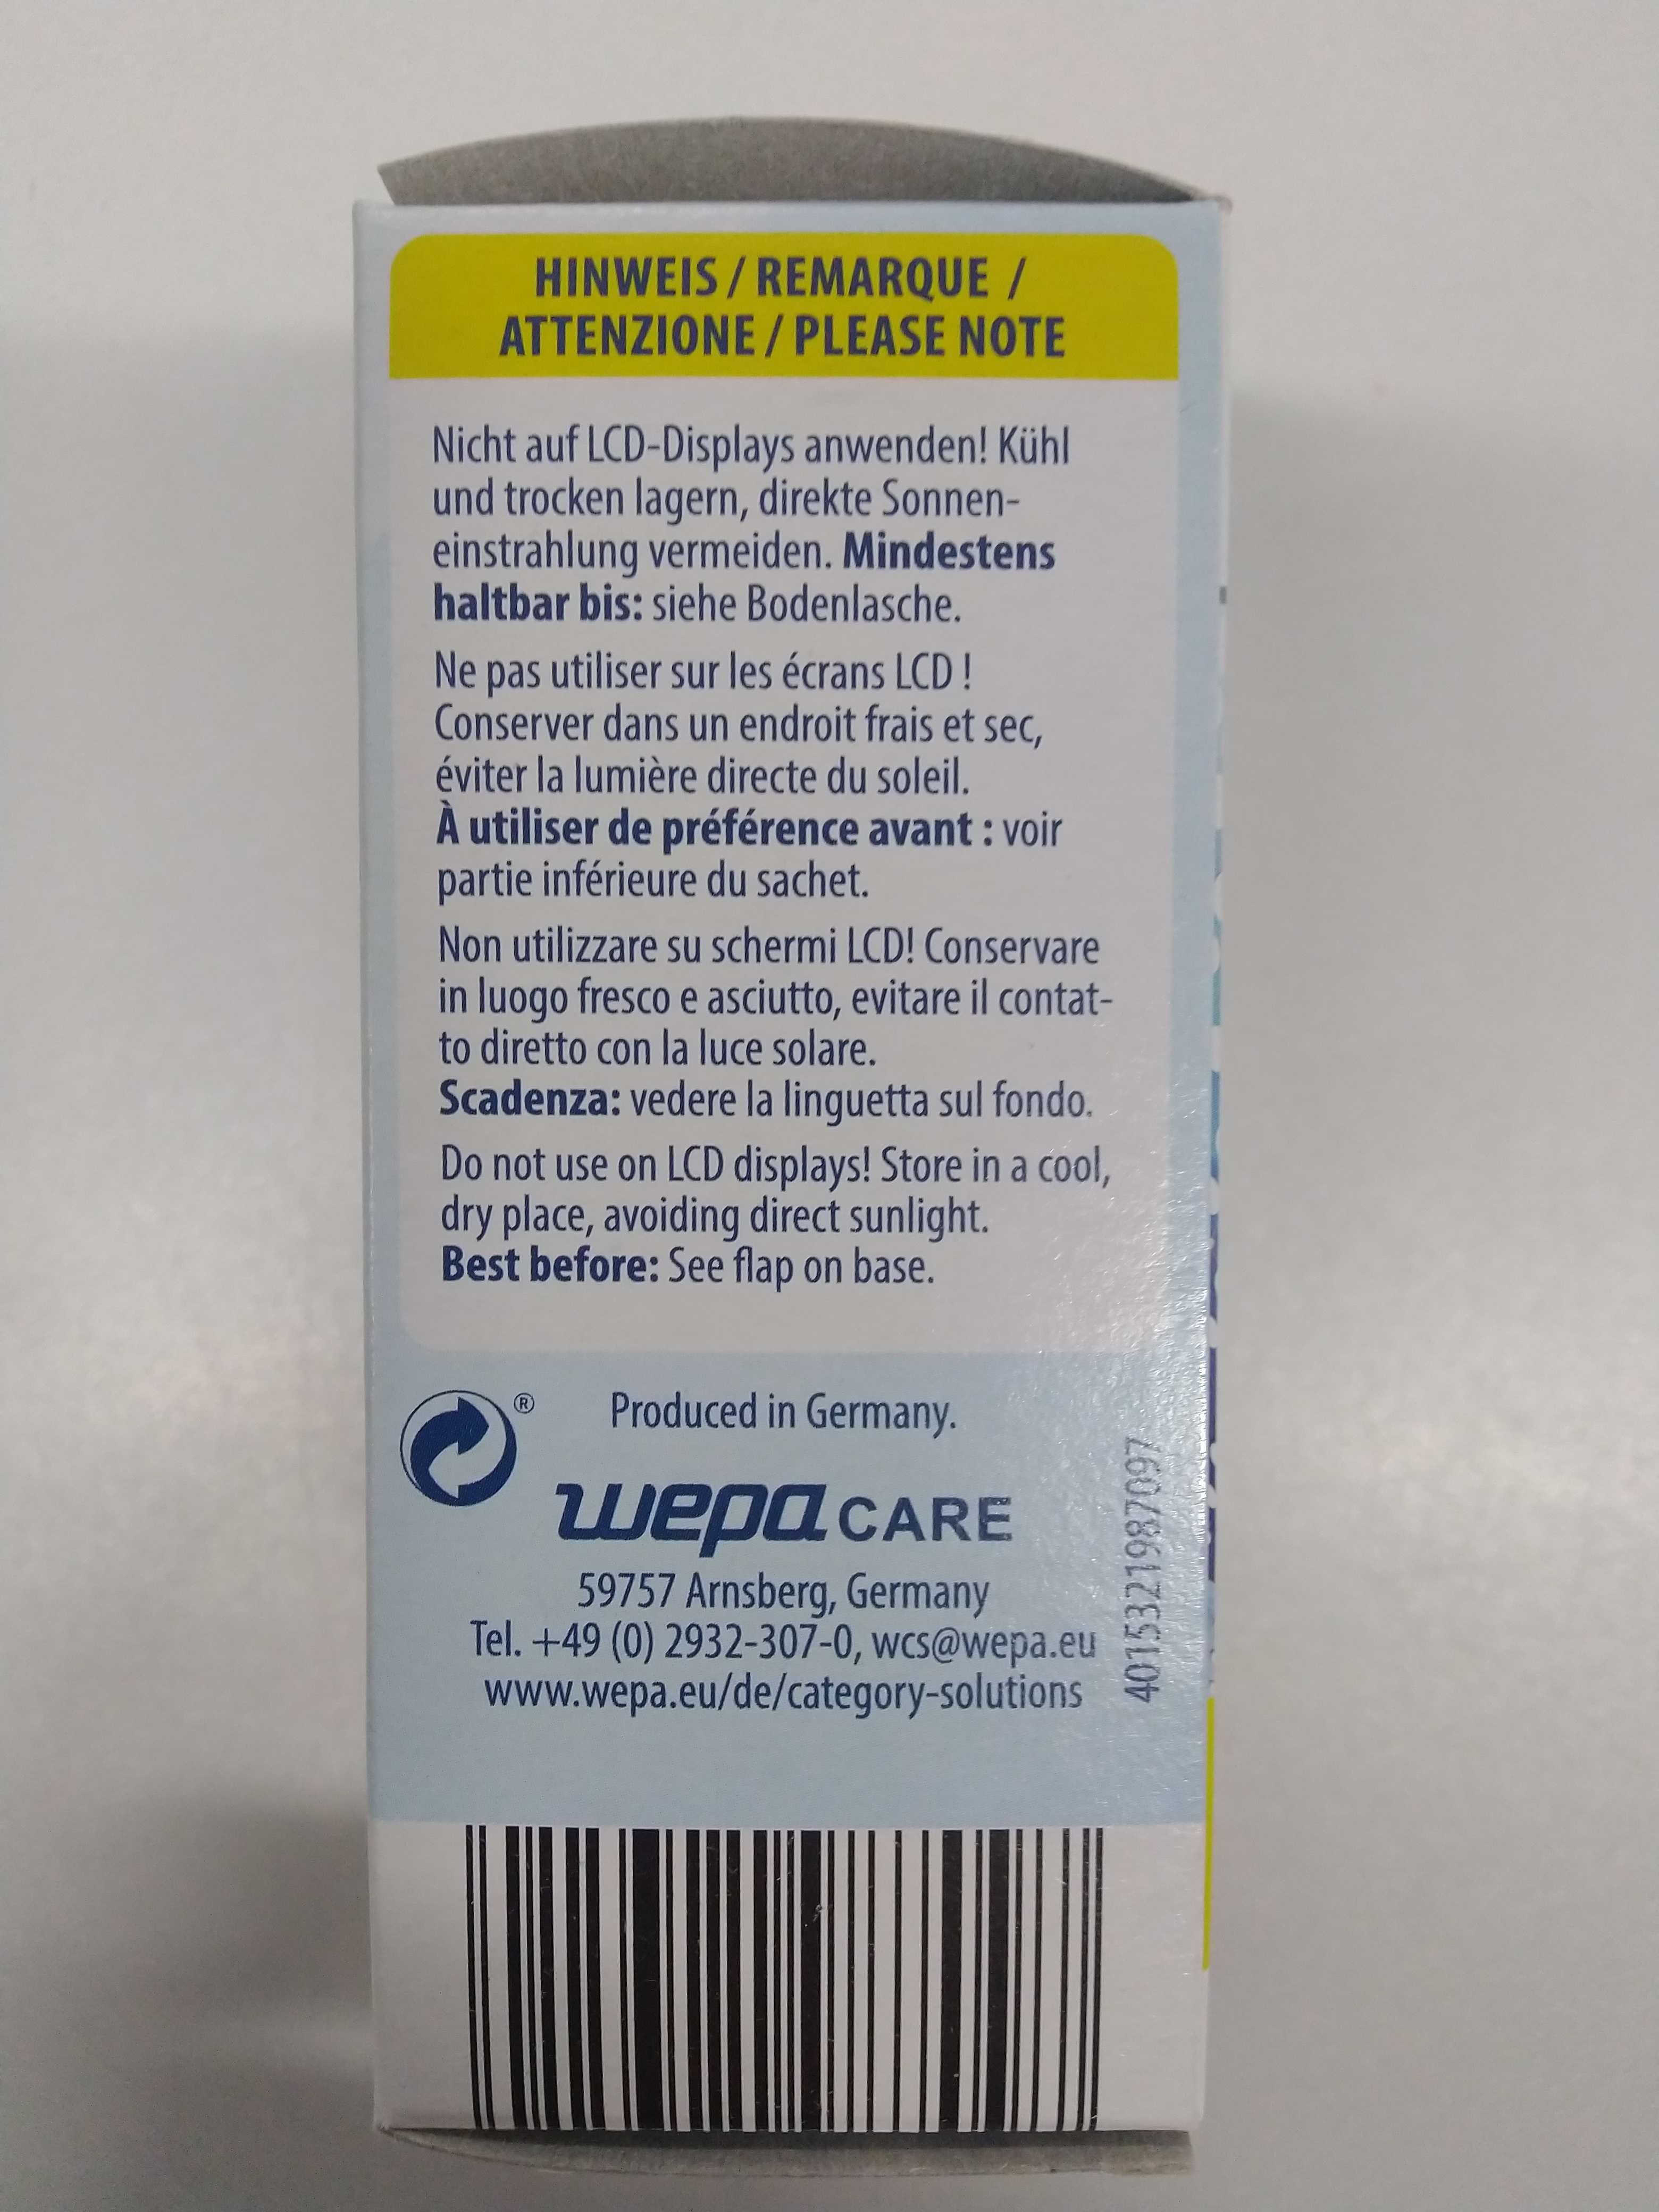 HINWEIS / REMARQUE /
ATTENZIONE / PLEASE NOTE
Nicht auf LCD-Displays anwenden! Kühl
und trocken lagern, direkte Sonnen-
einstrahlung vermeiden. Mindestens
haltbar bis: siehe Bodenlasche.
Ne pas utiliser sur les écrans LCD !
Conserver dans un endroit frais et sec,
éviter la lumière directe du soleil.
À utiliser de préférence avant : voir
partie inférieure du sachet.
Non utilizzare su schermi LCD! Conservare
in luogo fresco e asciutto, evitare il contat-
to diretto con la luce solare.
Scadenza: vedere la linguetta sul fondo.
Do not use on LCD displays! Store in a cool,
dry place, avoiding direct sunlight.
Best before: See flap on base.
®
Produced in Germany.
wepa CARE
59757 Arnsberg, Germany
Tel. +49 (0) 2932-307-0, wcs@wepa.eu
www.wepa.eu/de/category-solutions
4015321987097